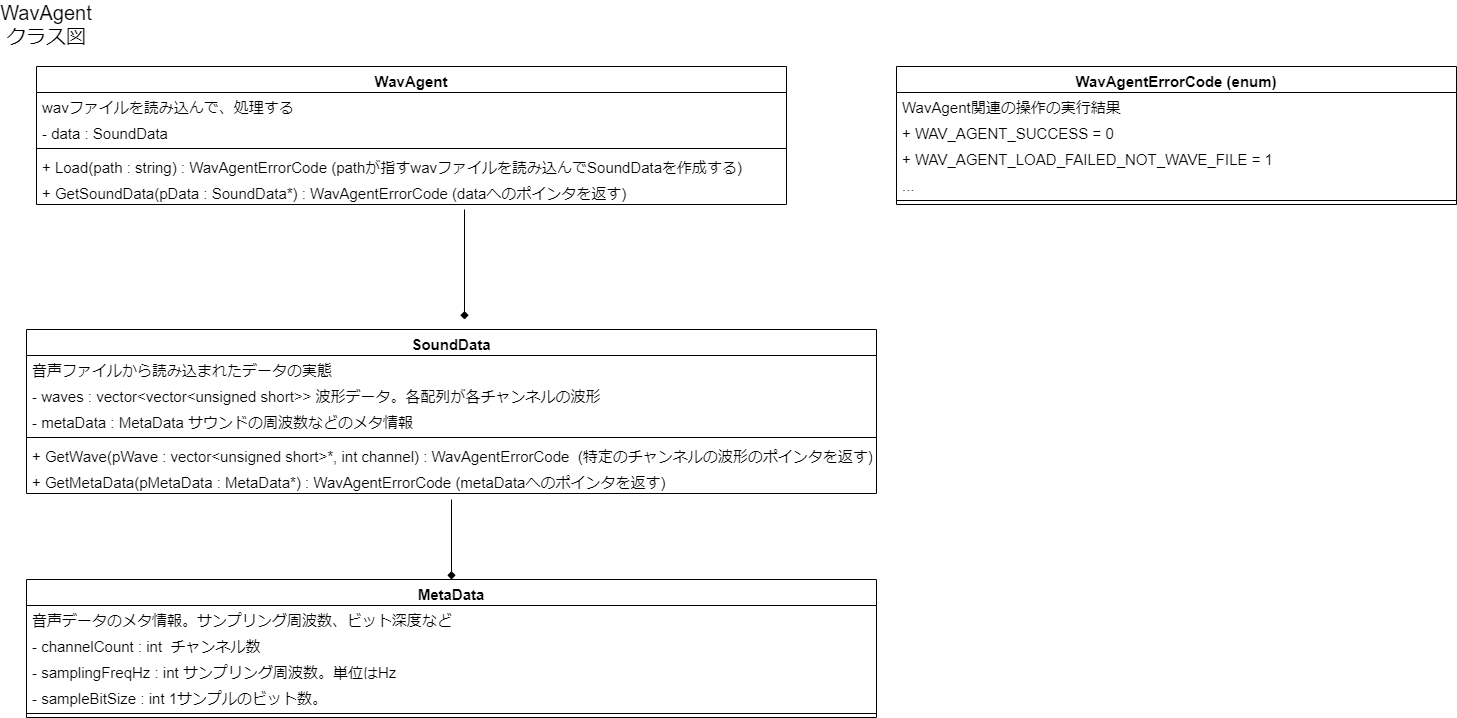 WavAgent
クラス図
WavAgent
wavファイルを読み込んで、処理する
- data : SoundData
+ Load(path : string) : WavAgentErrorCode (pathが指すwavファイルを読み込んでSoundDataを作成する)
+ GetSoundData(pData : SoundData*) : WavAgentErrorCode (dataへのポインタを返す)
WavAgentErrorCode (enum)
WavAgent関連の操作の実行結果
+ WAV_AGENT_SUCCESS = 0
+ WAV_AGENT_LOAD_FAILED_NOT_WAVE_FILE = 1
...
SoundData
音声ファイルから読み込まれたデータの実態
- waves : vector<vector<unsigned short>> 波形データ。各配列が各チャンネルの波形
- metaData : MetaData サウンドの周波数などのメタ情報
+ GetWave(pWave : vector<unsigned short>*, int channel) : WavAgentErrorCode  (特定のチャンネルの波形のポインタを返す)
+ GetMetaData(pMetaData : MetaData*) : WavAgentErrorCode (metaDataへのポインタを返す)
MetaData
音声データのメタ情報。サンプリング周波数、ビット深度など
- channelCount : int  チャンネル数
- samplingFreqHz : int サンプリング周波数。単位はHz
- sampleBitSize : int 1サンプルのビット数。